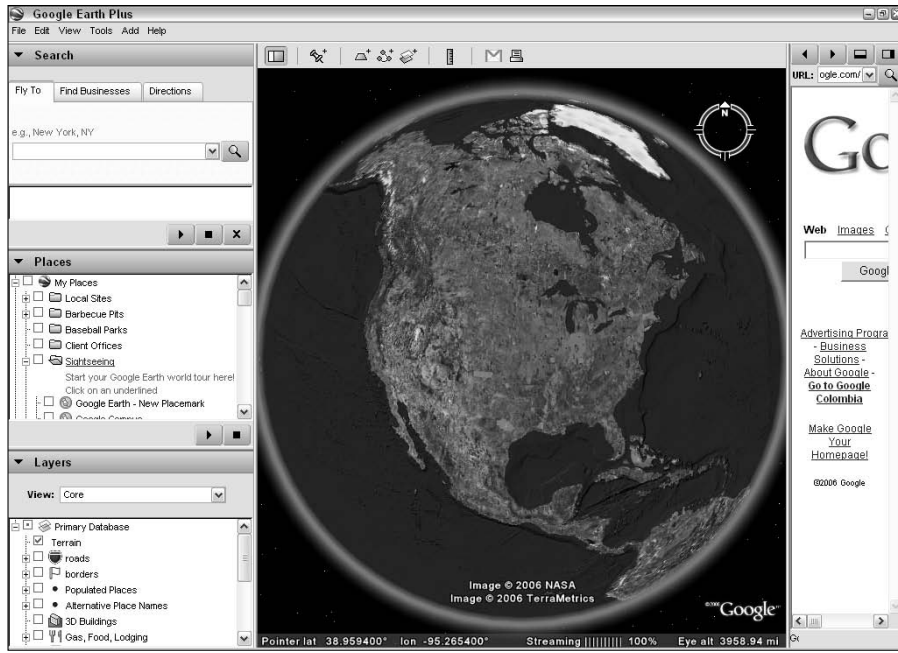 Google Earth Plus
File Edit View Tools Add Help
Search
Fly To Find Businesses Directions
e.g., New York, NY
Places
My Places
Local Sites
Barbecue Pits
Baseball Parks
Client Offices
Sightseeing
Start your Google Earth world tour here!
Click on an underlined
Google Earth - New Placemark
Google Campus
Layers
View: Core
Primary Database
Terrain
roads
borders
Populated Places
Alternative Place Names
3D Buildings
Gas, Food, Lodging
N
Image © 2006 NASA
Image © 2006 TerraMetrics
Google
Pointer lat 38.959400° lon -95.265400° Streaming |||||||||| 100% Eye alt 3958.94 mi
URL: ogle.com/
Go
Web Images
Googl
Advertising Progra
- Business
Solutions -
About Google -
Go to Google
Colombia
Make Google
Your
Homepage!
©2006 Google